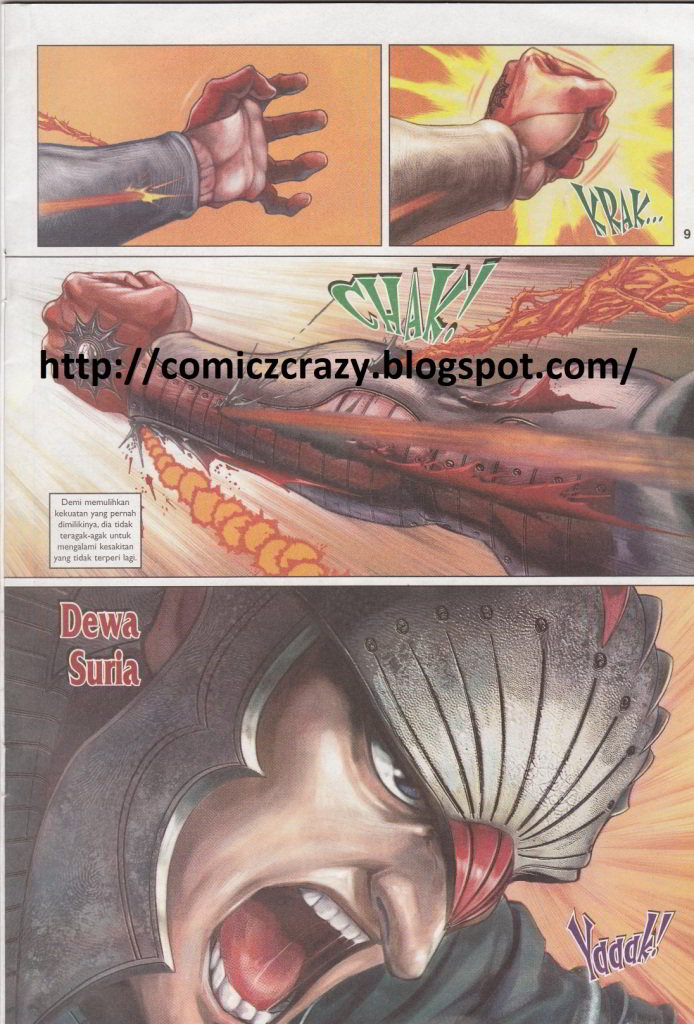 KRAK...
9
CHAK!
http://comiczcrazy.blogspot.com/
Demi memulihkan
kekuatan yang pernah
dimilikinya, dia tidak
teragak-agak untuk
mengalami kesakitan
yang tidak terperi lagi.
Dewa
Suria
Yaaak!